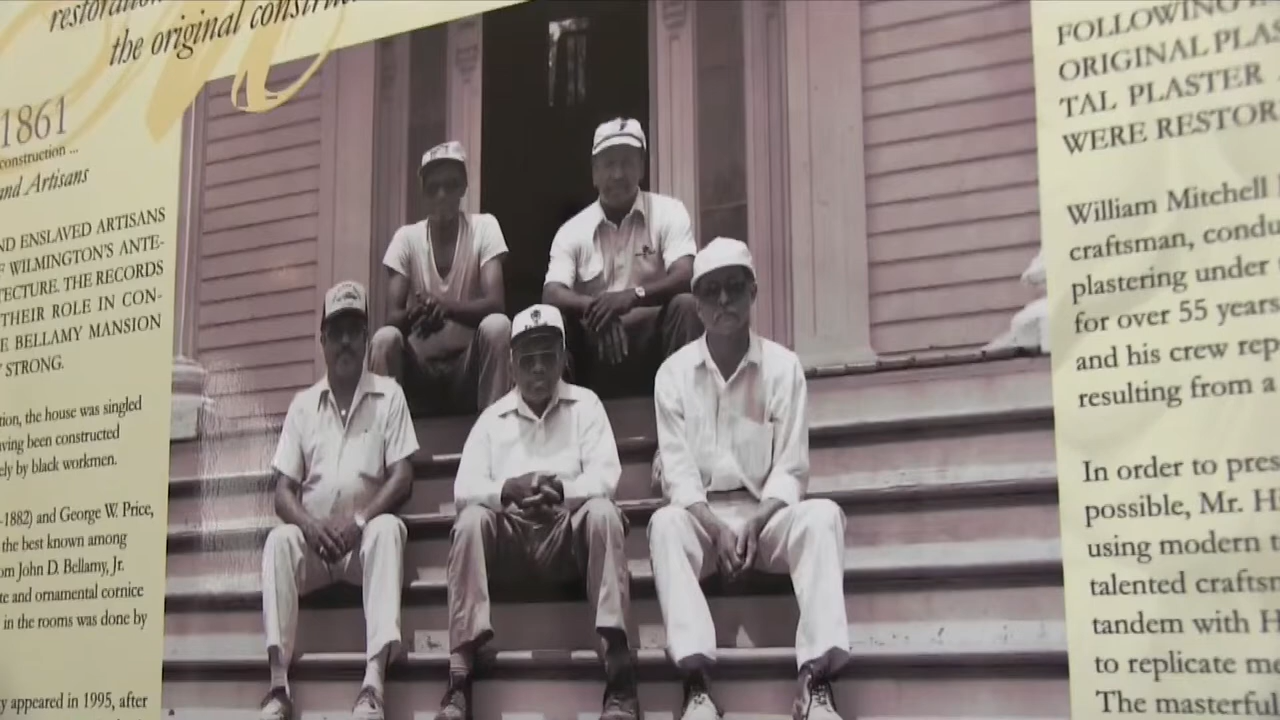 restoration
the original construc
1861
construction ...
and Artisans
ND ENSLAVED ARTISANS
F WILMINGTON'S ANTE-
TECTURE. THE RECORDS
THEIR ROLE IN CON-
E BELLAMY MANSION
STRONG.
tion, the house was singled
aving been constructed
ely by black workmen.
-1882) and George W. Price,
the best known among
om John D. Bellamy, Jr.
te and ornamental cornice
in the rooms was done by
y appeared in 1995, after
FOLLOWING
ORIGINAL PLAS
TAL PLASTER
WERE RESTOR
William Mitchell
craftsman, condu
plastering under
for over 55 years
and his crew rep
resulting from a
In order to pres
possible, Mr. H
using modern t
talented craftsm
tandem with H
to replicate mo
The masterful